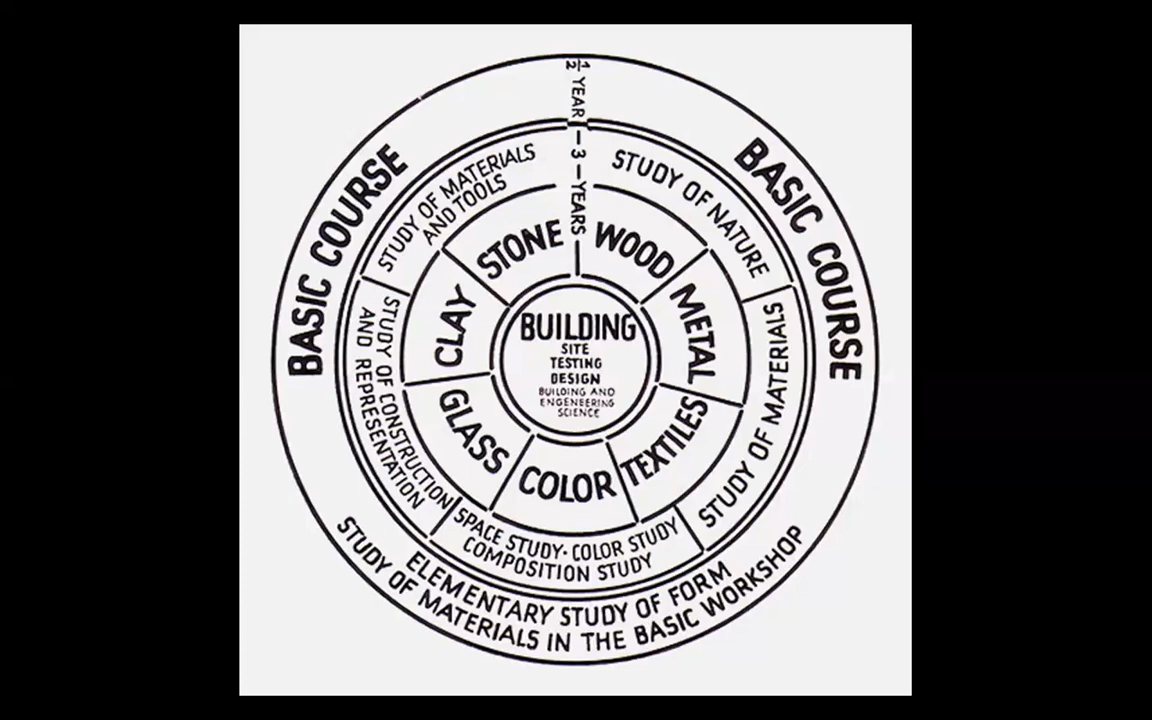 ½ YEAR
3 YEARS
BASIC COURSE
BASIC COURSE
ELEMENTARY STUDY OF FORM
STUDY OF MATERIALS IN THE BASIC WORKSHOP
STUDY OF MATERIALS
AND TOOLS
STUDY OF NATURE
STUDY OF MATERIALS
SPACE STUDY · COLOR STUDY
COMPOSITION STUDY
STUDY OF CONSTRUCTION
AND REPRESENTATION
STONE
WOOD
METAL
TEXTILES
COLOR
GLASS
CLAY
BUILDING
SITE
TESTING
DESIGN
BUILDING AND
ENGENEERING
SCIENCE